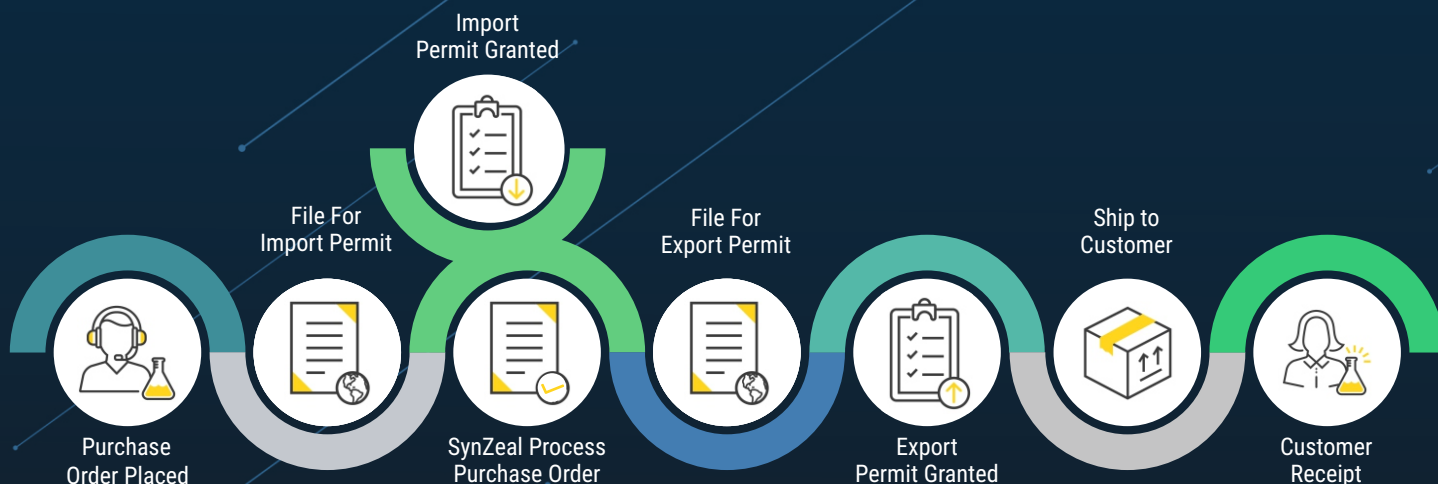 Import
Permit Granted
File For
Import Permit
File For
Export Permit
Ship to
Customer
Purchase
Order Placed
SynZeal Process
Purchase Order
Export
Permit Granted
Customer
Receipt